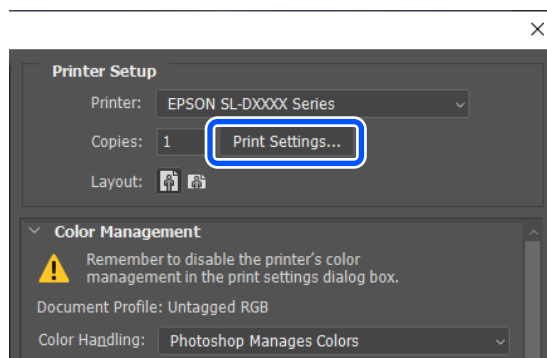 Printer Setup
Printer: EPSON SL-DXXXX Series
Copies: 1 Print Settings...
Layout:
Color Management
Remember to disable the printer's color
management in the print settings dialog box.
Document Profile: Untagged RGB
Color Handling: Photoshop Manages Colors